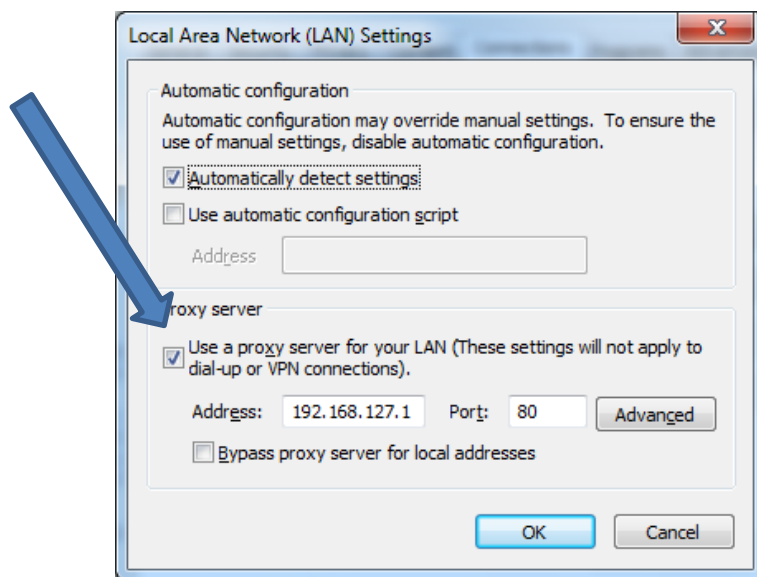 Local Area Network (LAN) Settings
Automatic configuration
Automatic configuration may override manual settings. To ensure the
use of manual settings, disable automatic configuration.
Automatically detect settings
Use automatic configuration script
Address
roxy server
Use a proxy server for your LAN (These settings will not apply to
dial-up or VPN connections).
Address: 192.168.127.1 Port: 80 Advanced
Bypass proxy server for local addresses
OK Cancel